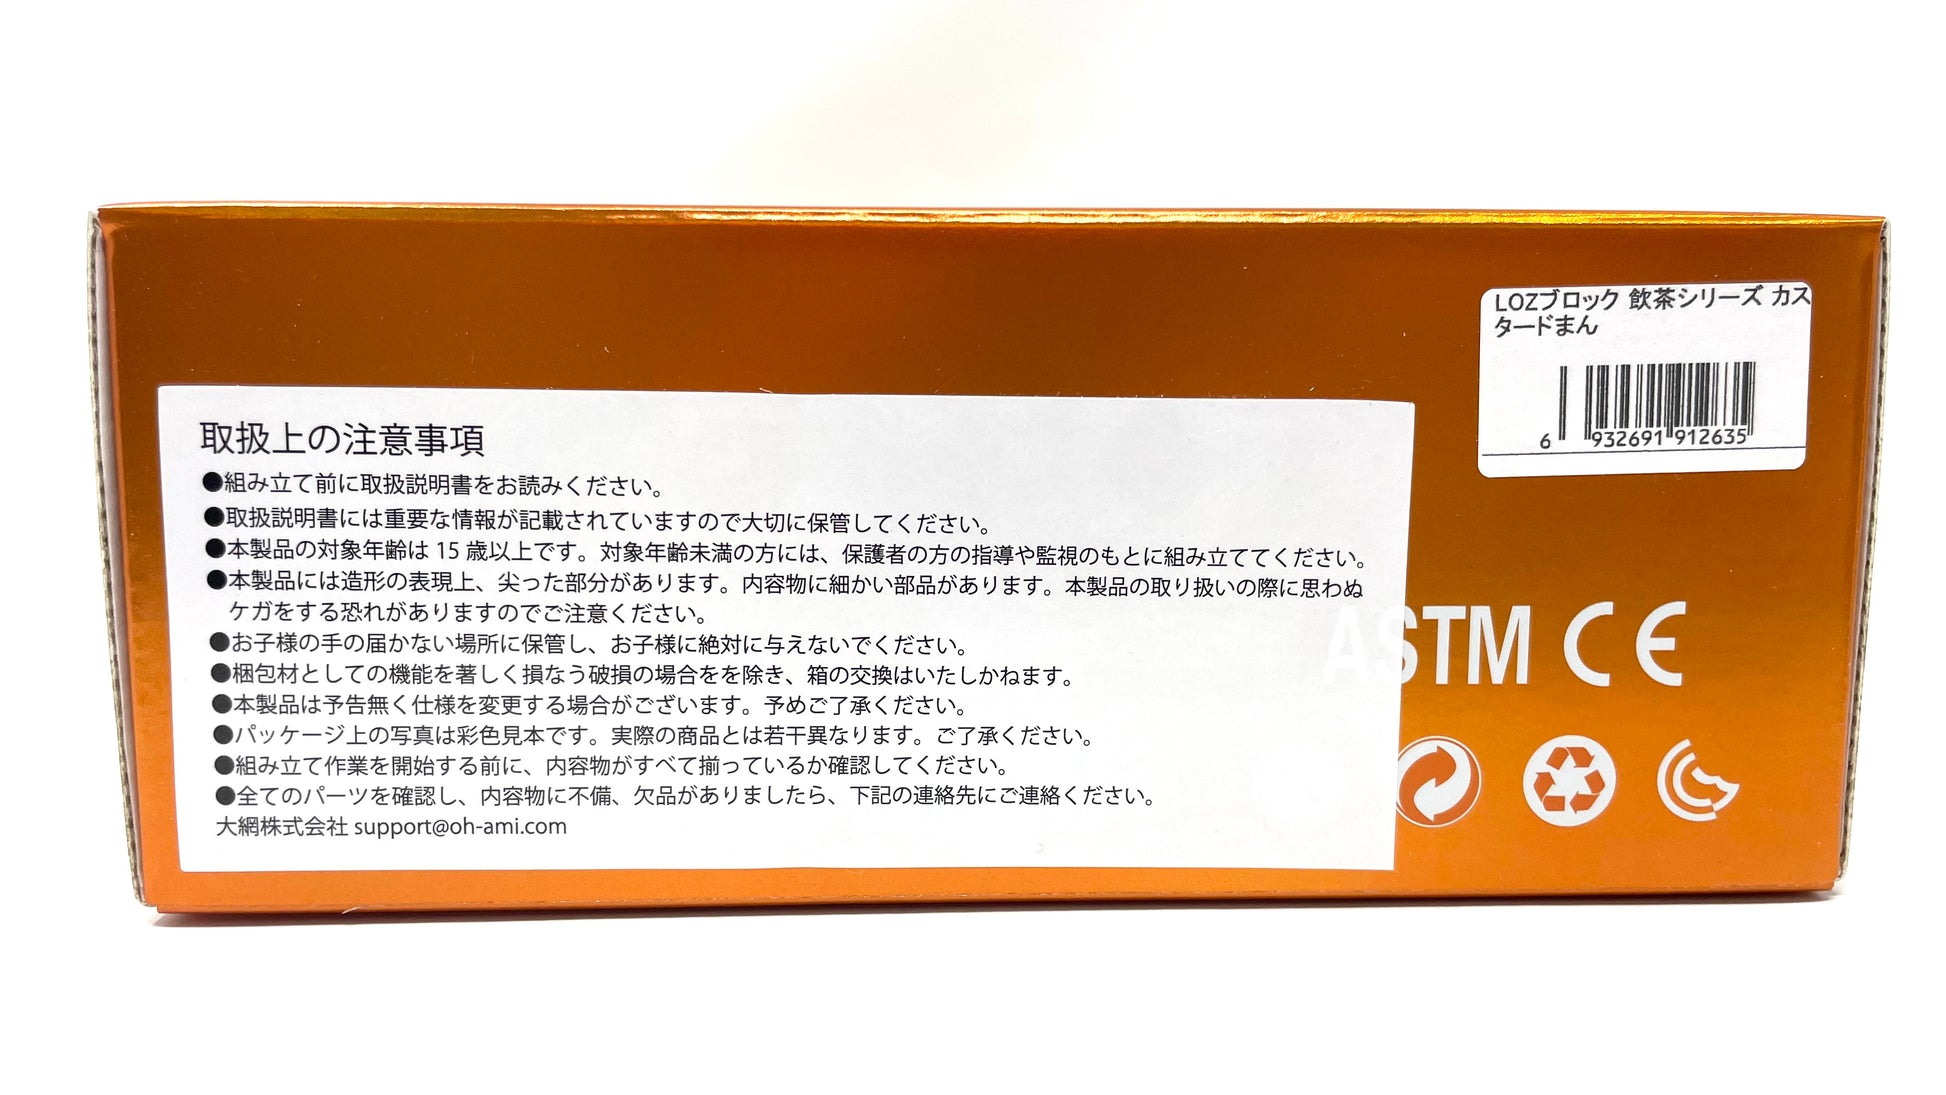 LOZブロック 飲茶シリーズ カス
タードまん
6 932691 912635
取扱上の注意事項
●組み立て前に取扱説明書をお読みください。
●取扱説明書には重要な情報が記載されていますので大切に保管してください。
●本製品の対象年齢は 15 歳以上です。対象年齢未満の方には、保護者の方の指導や監視のもとに組み立ててください。
●本製品には造形の表現上、尖った部分があります。内容物に細かい部品があります。本製品の取り扱いの際に思わぬ
ケガをする恐れがありますのでご注意ください。
●お子様の手の届かない場所に保管し、お子様に絶対に与えないでください。
●梱包材としての機能を著しく損なう破損の場合をを除き、箱の交換はいたしかねます。
●本製品は予告無く仕様を変更する場合がございます。予めご了承ください。
●パッケージ上の写真は彩色見本です。実際の商品とは若干異なります。ご了承ください。
●組み立て作業を開始する前に、内容物がすべて揃っているか確認してください。
●全てのパーツを確認し、内容物に不備、欠品がありましたら、下記の連絡先にご連絡ください。
大網株式会社 support@oh-ami.com
ASTM CE